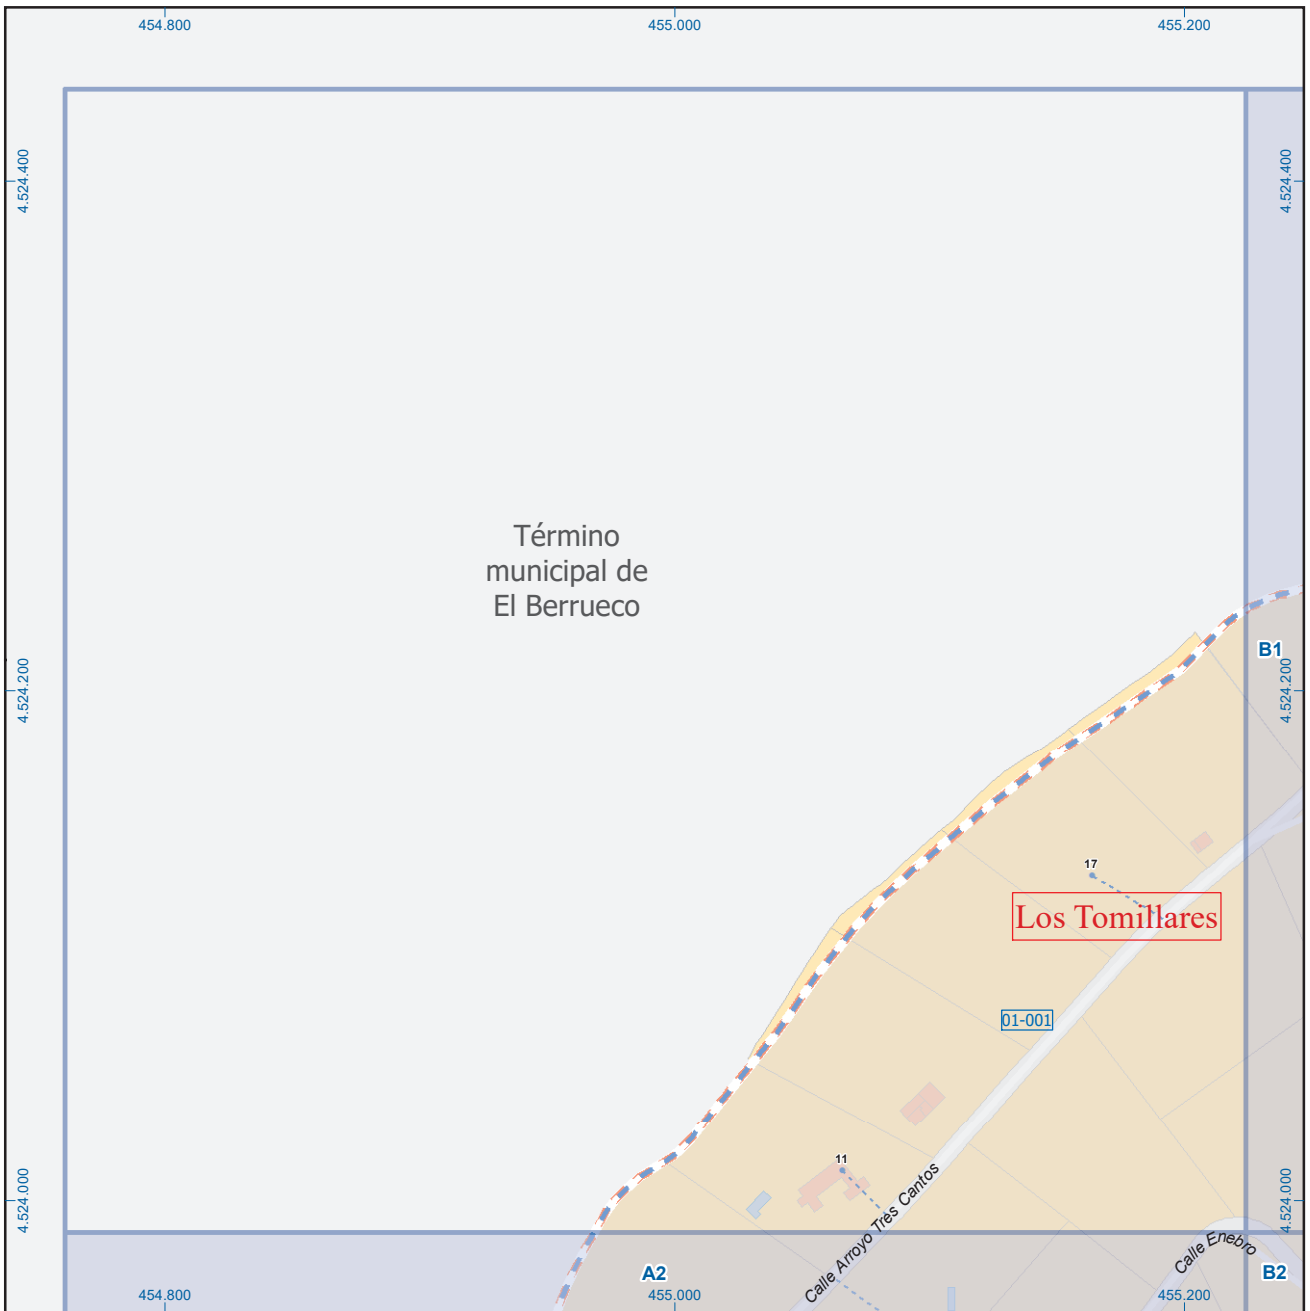 454.800
455.000
455.200
4.524.400
4.524.400
Término
municipal de
El Berrueco
B1
4.524.200
4.524.200
17
Los Tomillares
01-001
11
Calle Arroyo Tres Cantos
4.524.000
4.524.000
Calle Enebro
A2
B2
454.800
455.000
455.200